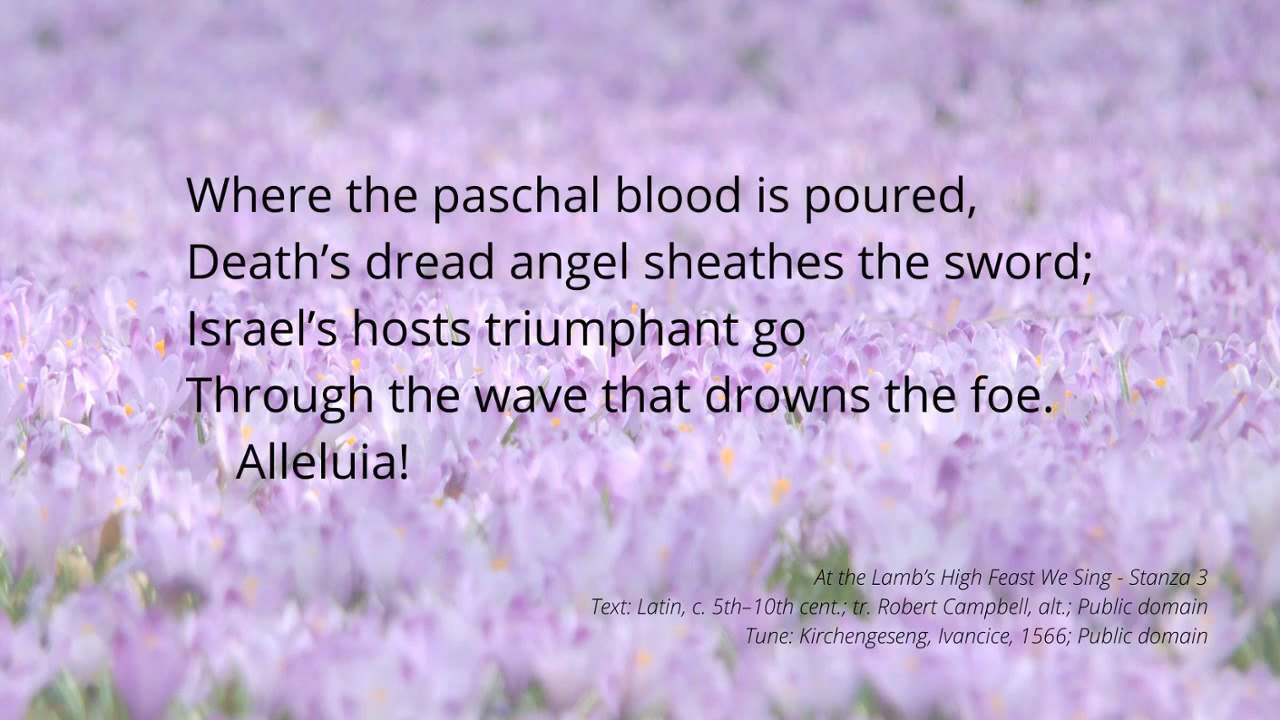 Where the paschal blood is poured,
Death’s dread angel sheathes the sword;
Israel’s hosts triumphant go
Through the wave that drowns the foe.
Alleluia!
At the Lamb’s High Feast We Sing - Stanza 3
Text: Latin, c. 5th–10th cent.; tr. Robert Campbell, alt.; Public domain
Tune: Kirchengeseng, Ivancice, 1566; Public domain